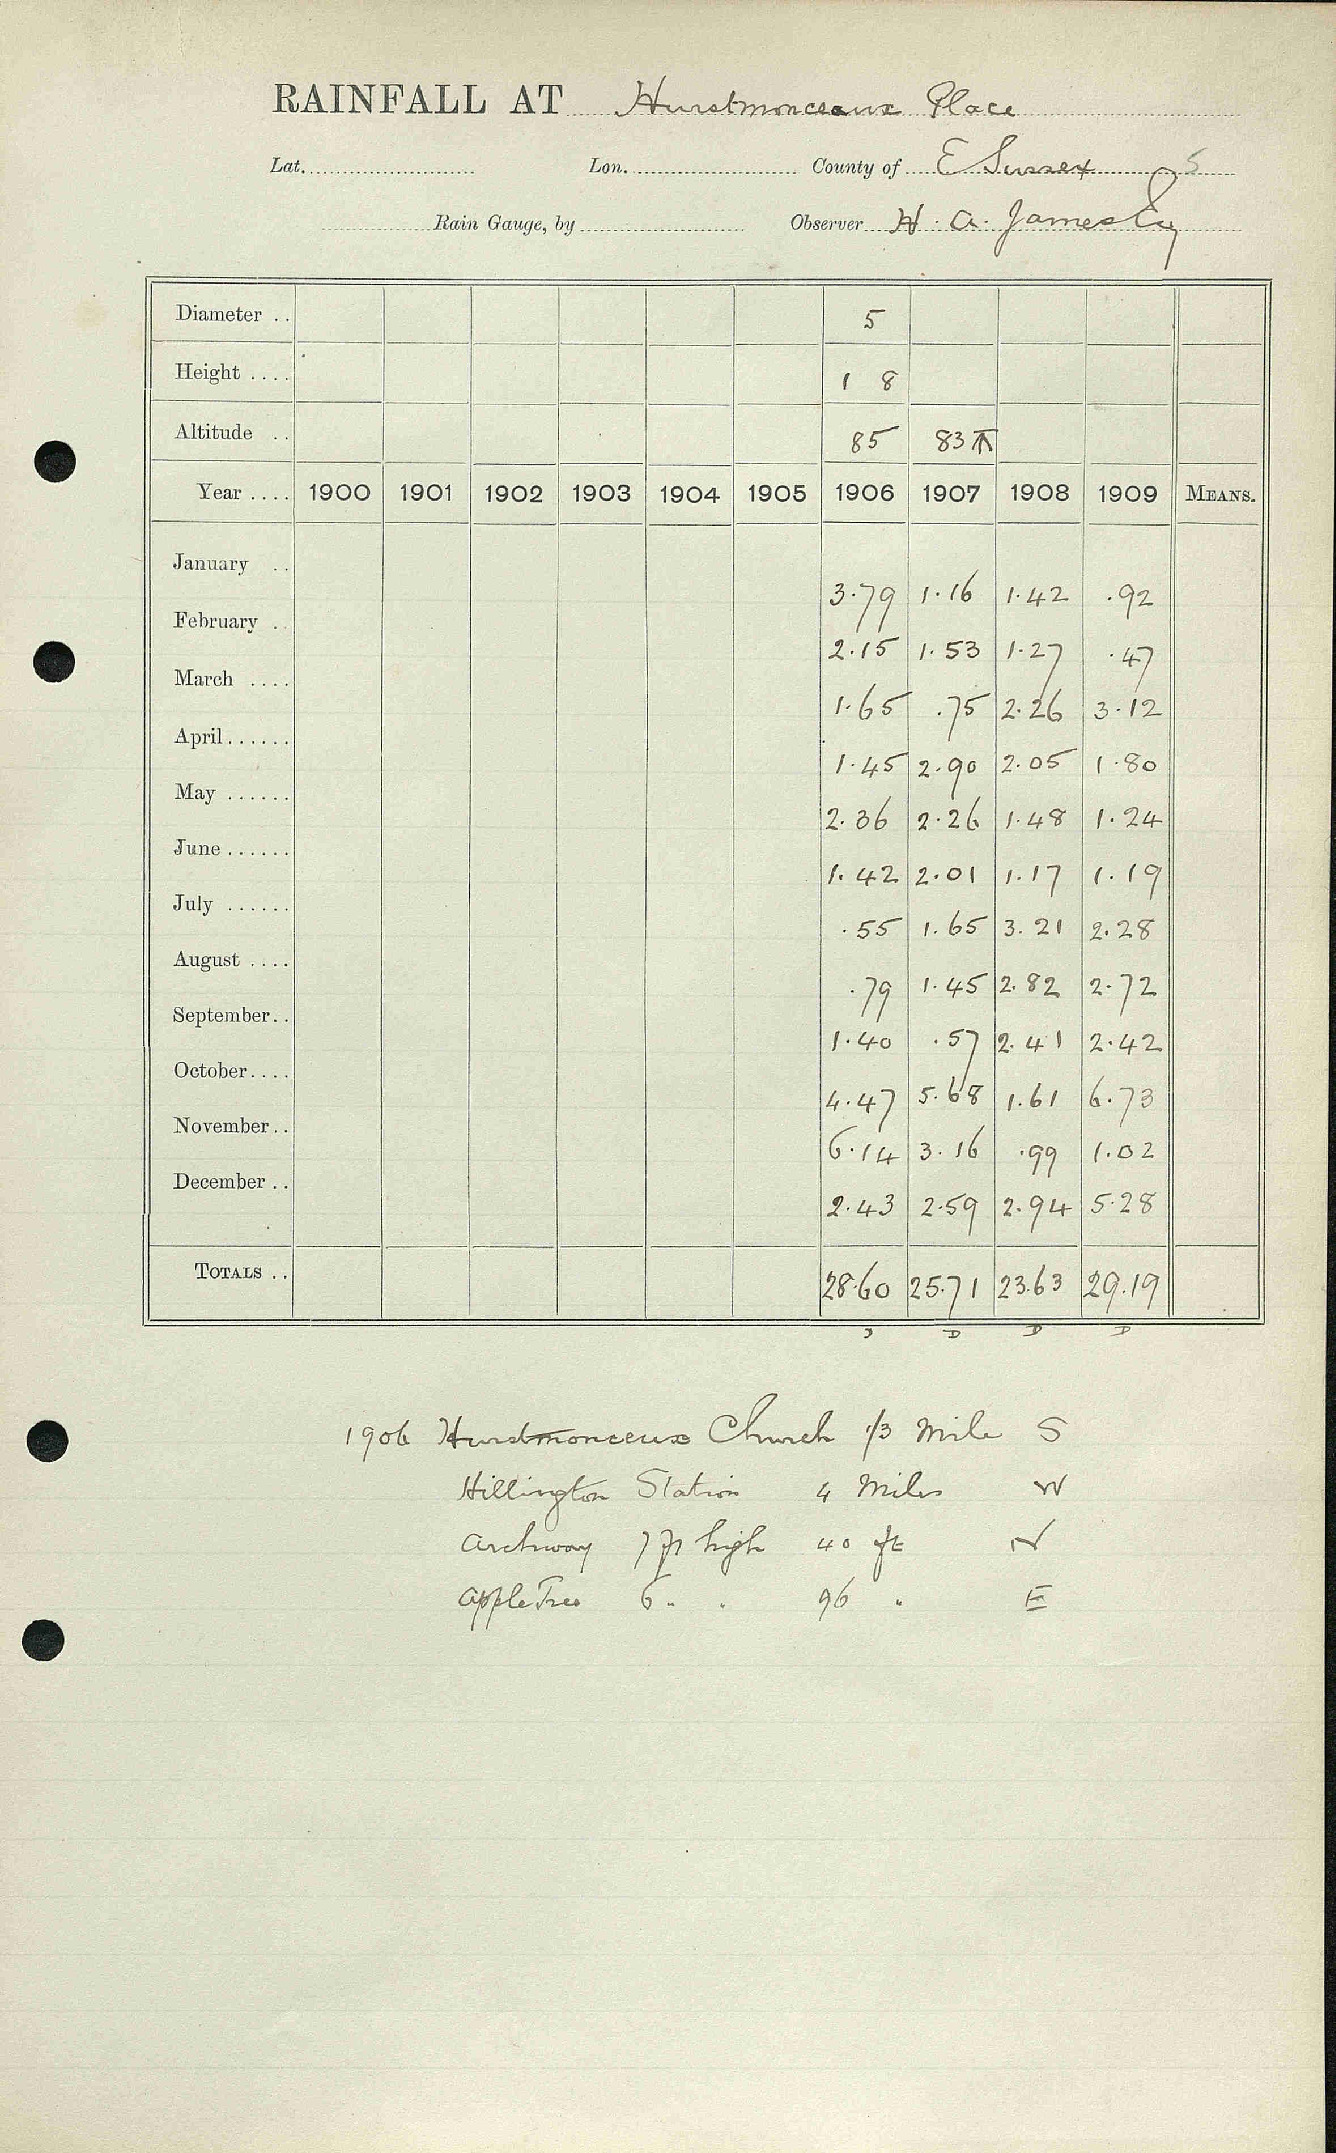 RAINFALL AT Hurstmonceaux Place
Lat. Lon. County of E Sussex 5
Rain Gauge, by Observer H. A. James Esq
Diameter .. 5
Height .... 1 8
Altitude .. 85 83
Year .... 1900 1901 1902 1903 1904 1905 1906 1907 1908 1909 MEANS.
January .. 3.79 1.16 1.42 .92
February .. 2.15 1.53 1.27 .47
March .... 1.65 .75 2.26 3.12
April...... 1.45 2.90 2.05 1.80
May ...... 2.36 2.26 1.48 1.24
June ...... 1.42 2.01 1.17 1.19
July ...... .55 1.65 3.21 2.28
August .... .79 1.45 2.82 2.72
September.. 1.40 .57 2.41 2.42
October.... 4.47 5.68 1.61 6.73
November.. 6.14 3.16 .99 1.02
December .. 2.43 2.59 2.94 5.28
TOTALS .. 28.60 25.71 23.63 29.19
D D D
1906 Hurstmonceux Church 1/3 Mile S
Hillington Station 4 Miles W
Archway 7 ft high 40 ft N
Apple Tree 6 " " 96 " E